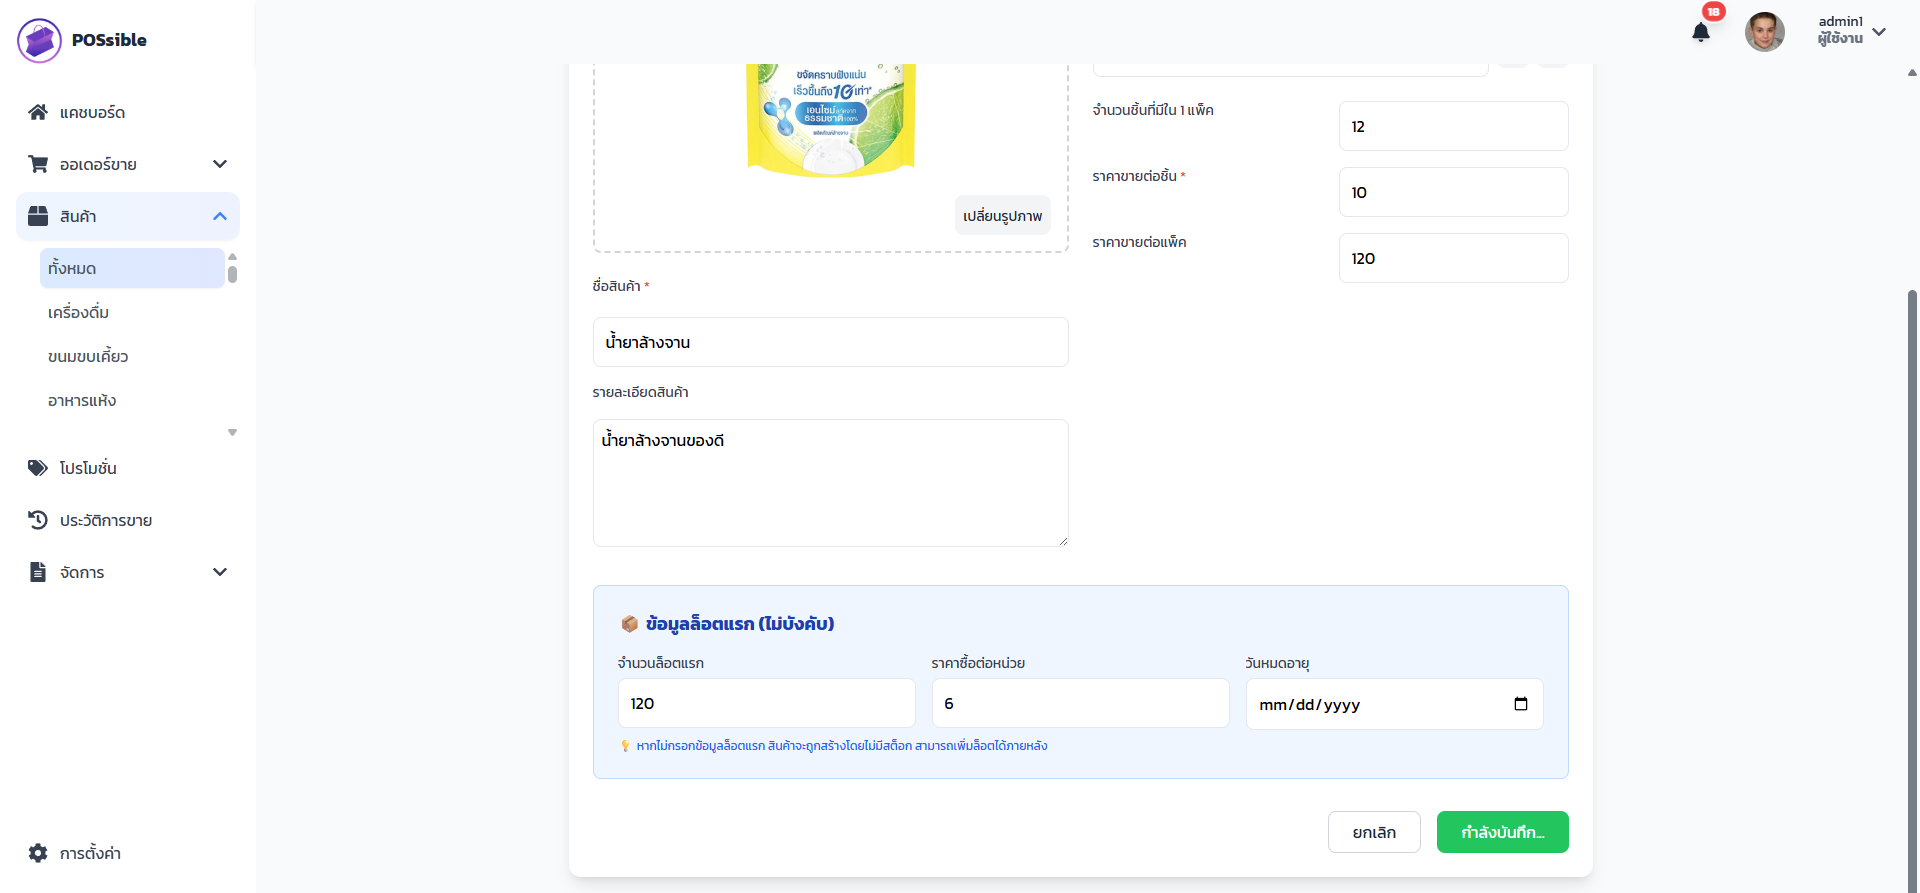 POSsible
18
admin1
ผู้ใช้งาน
แดชบอร์ด
ออเดอร์ขาย
สินค้า
ทั้งหมด
เครื่องดื่ม
ขนมขบเคี้ยว
อาหารแห้ง
โปรโมชั่น
ประวัติการขาย
จัดการ
การตั้งค่า
ขจัดคราบฝังแน่น
เร็วขึ้นถึง 10 เท่า*
เอนไซม์
ธรรมชาติ 100%
เปลี่ยนรูปภาพ
ชื่อสินค้า *
น้ำยาล้างจาน
รายละเอียดสินค้า
น้ำยาล้างจานของดี
จำนวนชิ้นที่มีใน 1 แพ็ค
12
ราคาขายต่อชิ้น *
10
ราคาขายต่อแพ็ค
120
📦 ข้อมูลล็อตแรก (ไม่บังคับ)
จำนวนล็อตแรก
120
ราคาซื้อต่อหน่วย
6
วันหมดอายุ
mm/dd/yyyy
💡 หากไม่กรอกข้อมูลล็อตแรก สินค้าจะถูกสร้างโดยไม่มีสต็อก สามารถเพิ่มล็อตได้ภายหลัง
ยกเลิก
กำลังบันทึก...